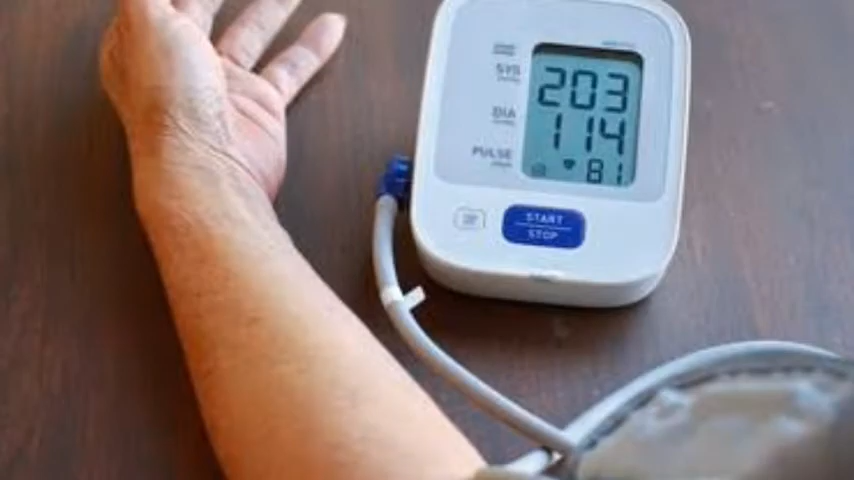 SYS
203
DIA
114
PULSE
81
START
STOP